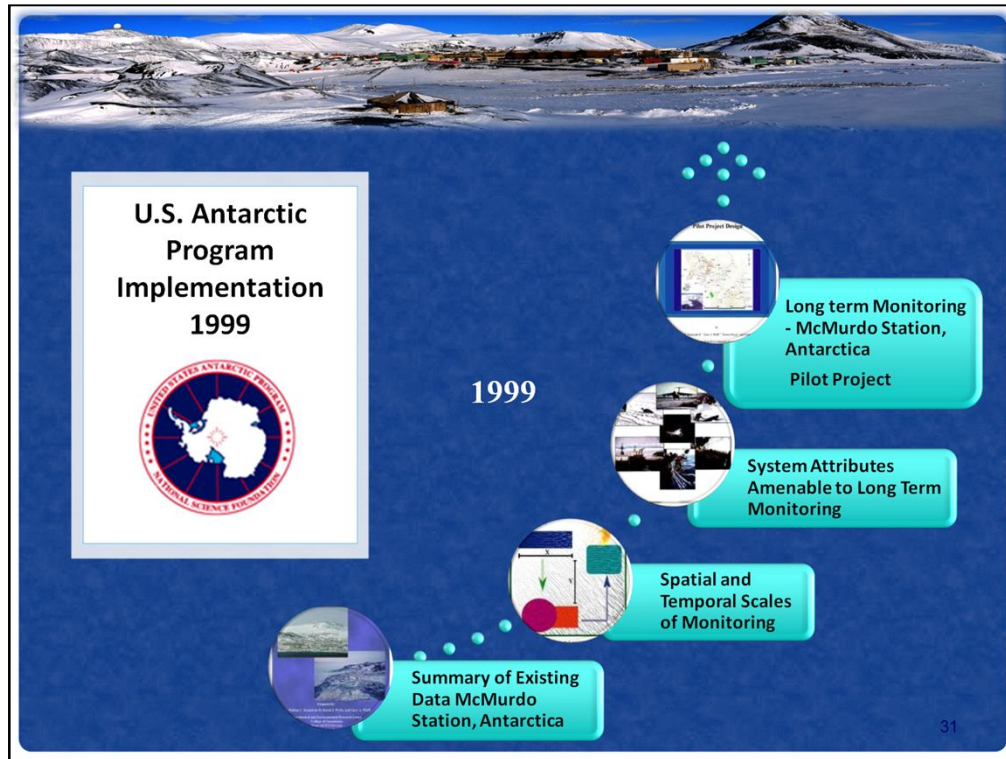 U.S. Antarctic
Program
Implementation
1999
UNITED STATES ANTARCTIC PROGRAM
NATIONAL SCIENCE FOUNDATION
1999
Pilot Project Design
Long term Monitoring
- McMurdo Station,
Antarctica
Pilot Project
System Attributes
Amenable to Long Term
Monitoring
X
Y
Spatial and
Temporal Scales
of Monitoring
Summary of Existing
Data McMurdo
Station, Antarctica
31